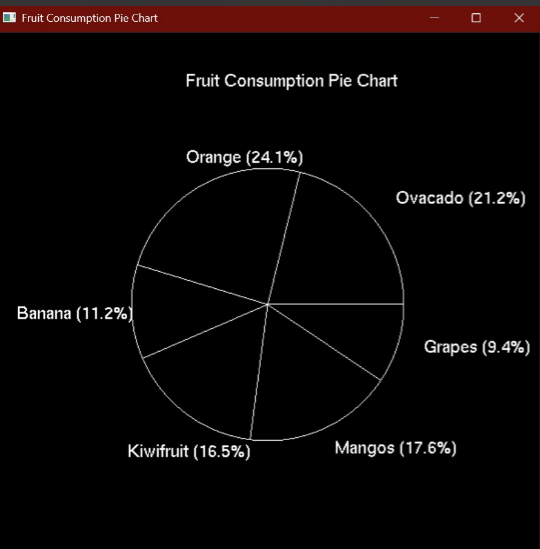 Fruit Consumption Pie Chart
Fruit Consumption Pie Chart
Orange (24.1%)
Ovacado (21.2%)
Banana (11.2%)
Grapes (9.4%)
Kiwifruit (16.5%)
Mangos (17.6%)